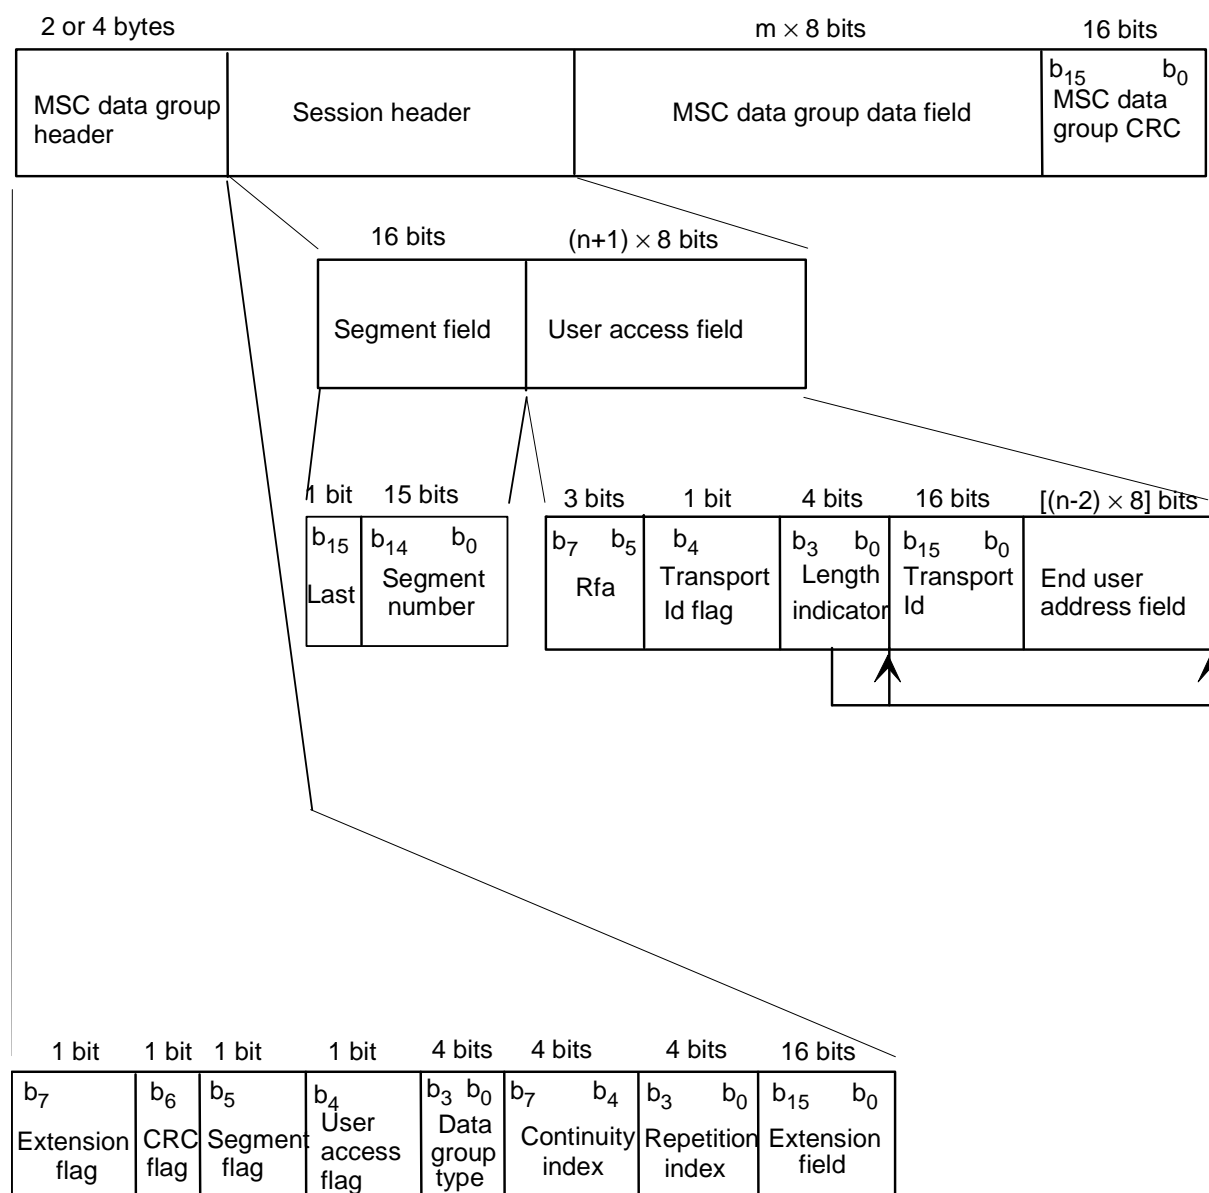 2 or 4 bytes m × 8 bits 16 bits
MSC data group header
Session header
MSC data group data field
b15 b0
MSC data group CRC
16 bits (n+1) × 8 bits
Segment field
User access field
1 bit 15 bits
b15
Last
b14 b0
Segment number
3 bits 1 bit 4 bits 16 bits [(n-2) × 8] bits
b7 b5
Rfa
b4
Transport Id flag
b3 b0
Length indicator
b15 b0
Transport Id
End user address field
1 bit 1 bit 1 bit 1 bit 4 bits 4 bits 4 bits 16 bits
b7
Extension flag
b6
CRC flag
b5
Segment flag
b4
User access flag
b3 b0
Data group type
b7 b4
Continuity index
b3 b0
Repetition index
b15 b0
Extension field